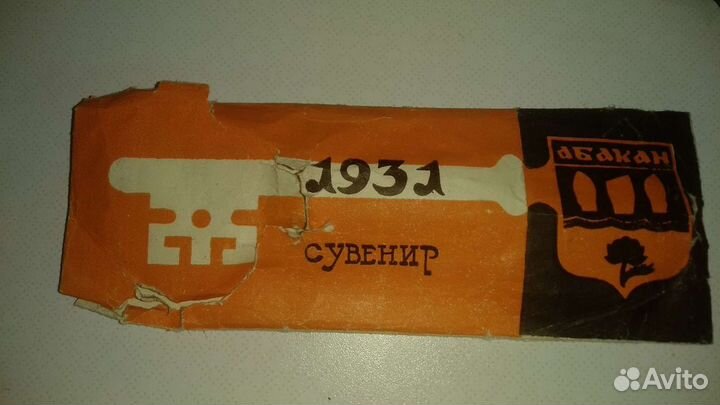 1931
сувенир
абакан
Avito